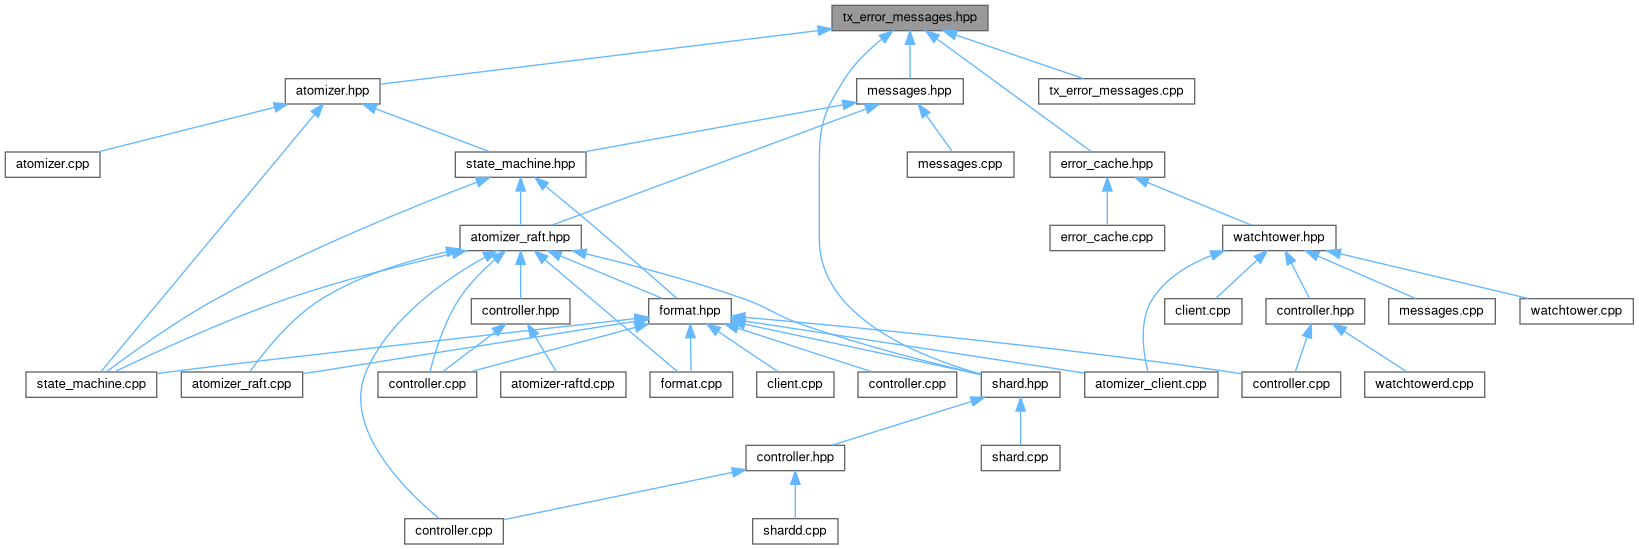 tx_error_messages.hpp
atomizer.hpp
messages.hpp
tx_error_messages.cpp
atomizer.cpp
state_machine.hpp
messages.cpp
error_cache.hpp
atomizer_raft.hpp
error_cache.cpp
watchtower.hpp
controller.hpp
format.hpp
client.cpp
controller.hpp
messages.cpp
watchtower.cpp
state_machine.cpp
atomizer_raft.cpp
controller.cpp
atomizer-raftd.cpp
format.cpp
client.cpp
controller.cpp
shard.hpp
atomizer_client.cpp
controller.cpp
watchtowerd.cpp
controller.hpp
shard.cpp
controller.cpp
shardd.cpp